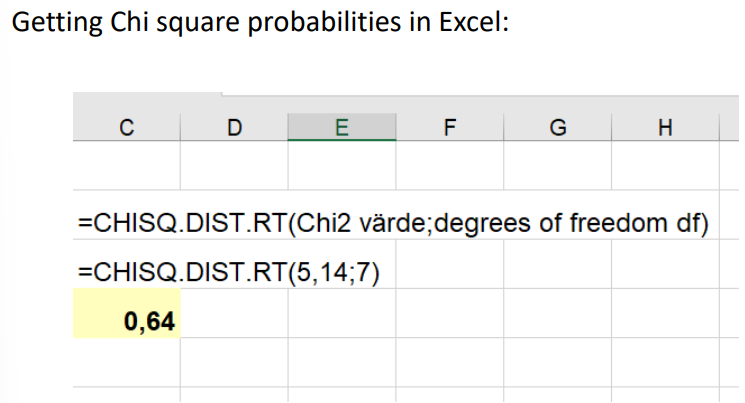 Getting Chi square probabilities in Excel:
C D E F G H
=CHISQ.DIST.RT(Chi2 värde;degrees of freedom df)
=CHISQ.DIST.RT(5,14;7)
0,64